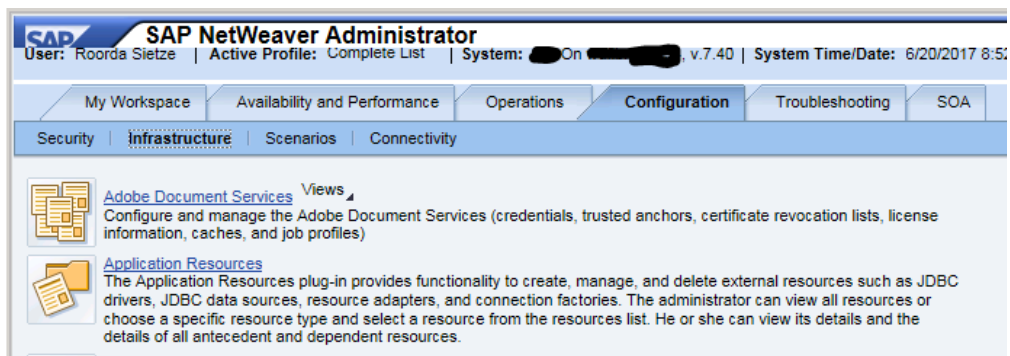 SAP SAP NetWeaver Administrator
User: Roorda Sietze | Active Profile: Complete List | System: On , v.7.40 | System Time/Date: 6/20/2017 8:52
My Workspace Availability and Performance Operations Configuration Troubleshooting SOA
Security | Infrastructure | Scenarios | Connectivity
Adobe Document Services Views
Configure and manage the Adobe Document Services (credentials, trusted anchors, certificate revocation lists, license
information, caches, and job profiles)
Application Resources
The Application Resources plug-in provides functionality to create, manage, and delete external resources such as JDBC
drivers, JDBC data sources, resource adapters, and connection factories. The administrator can view all resources or
choose a specific resource type and select a resource from the resources list. He or she can view its details and the
details of all antecedent and dependent resources.